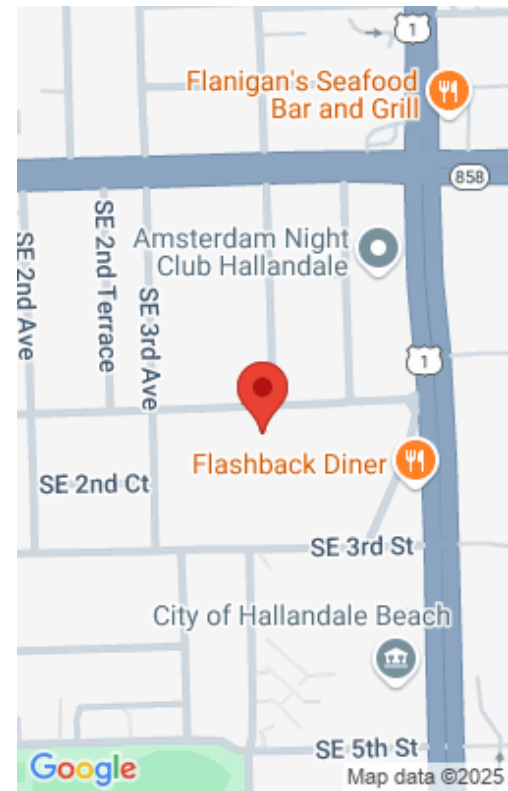 1
Flanigan's Seafood
Bar and Grill
858
SE 2nd Ave
SE 2nd Terrace
SE 3rd Ave
Amsterdam Night
Club Hallandale
1
Flashback Diner
SE 2nd Ct
SE 3rd St
City of Hallandale Beach
SE 5th St
Google
Map data ©2025